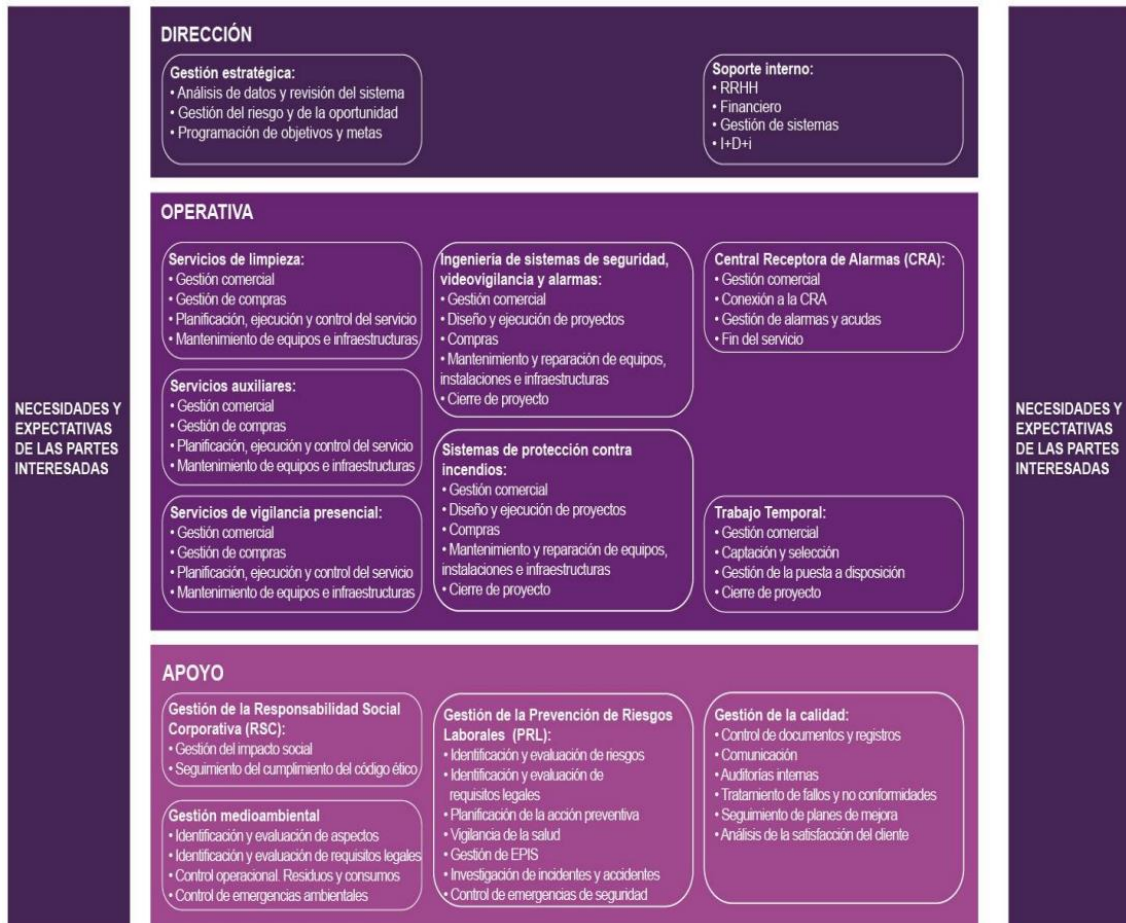 NECESIDADES Y
EXPECTATIVAS
DE LAS PARTES
INTERESADAS
DIRECCIÓN
Gestión estratégica:
• Análisis de datos y revisión del sistema
• Gestión del riesgo y de la oportunidad
• Programación de objetivos y metas
Soporte interno:
• RRHH
• Financiero
• Gestión de sistemas
• I+D+i
OPERATIVA
Servicios de limpieza:
• Gestión comercial
• Gestión de compras
• Planificación, ejecución y control del servicio
• Mantenimiento de equipos e infraestructuras
Servicios auxiliares:
• Gestión comercial
• Gestión de compras
• Planificación, ejecución y control del servicio
• Mantenimiento de equipos e infraestructuras
Servicios de vigilancia presencial:
• Gestión comercial
• Gestión de compras
• Planificación, ejecución y control del servicio
• Mantenimiento de equipos e infraestructuras
Ingeniería de sistemas de seguridad,
videovigilancia y alarmas:
• Gestión comercial
• Diseño y ejecución de proyectos
• Compras
• Mantenimiento y reparación de equipos,
instalaciones e infraestructuras
• Cierre de proyecto
Sistemas de protección contra
incendios:
• Gestión comercial
• Diseño y ejecución de proyectos
• Compras
• Mantenimiento y reparación de equipos,
instalaciones e infraestructuras
• Cierre de proyecto
Central Receptora de Alarmas (CRA):
• Gestión comercial
• Conexión a la CRA
• Gestión de alarmas y acudas
• Fin del servicio
Trabajo Temporal:
• Gestión comercial
• Captación y selección
• Gestión de la puesta a disposición
• Cierre de proyecto
APOYO
Gestión de la Responsabilidad Social
Corporativa (RSC):
• Gestión del impacto social
• Seguimiento del cumplimiento del código ético
Gestión medioambiental
• Identificación y evaluación de aspectos
• Identificación y evaluación de requisitos legales
• Control operacional. Residuos y consumos
• Control de emergencias ambientales
Gestión de la Prevención de Riesgos
Laborales (PRL):
• Identificación y evaluación de riesgos
• Identificación y evaluación de
requisitos legales
• Planificación de la acción preventiva
• Vigilancia de la salud
• Gestión de EPIS
• Investigación de incidentes y accidentes
• Control de emergencias de seguridad
Gestión de la calidad:
• Control de documentos y registros
• Comunicación
• Auditorías internas
• Tratamiento de fallos y no conformidades
• Seguimiento de planes de mejora
• Análisis de la satisfacción del cliente
NECESIDADES Y
EXPECTATIVAS
DE LAS PARTES
INTERESADAS